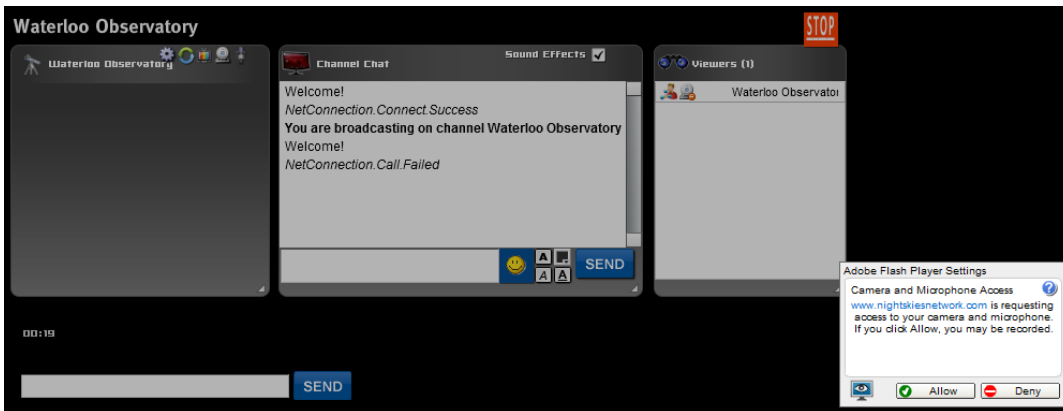 Waterloo Observatory
STOP
Waterloo Observatory
Channel Chat
Sound Effects
Viewers (1)
Welcome!
NetConnection.Connect.Success
You are broadcasting on channel Waterloo Observatory
Welcome!
NetConnection.Call.Failed
Waterloo Observator
A
A A
SEND
Adobe Flash Player Settings
Camera and Microphone Access
www.nightskiesnetwork.com is requesting
access to your camera and microphone.
If you click Allow, you may be recorded.
Allow
Deny
00:19
SEND